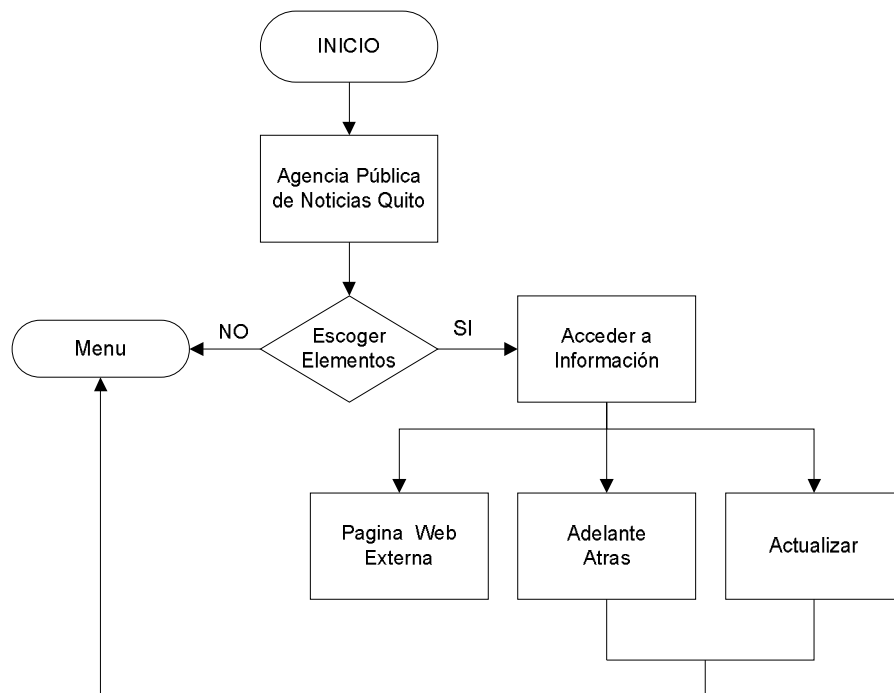 INICIO
Agencia Pública
de Noticias Quito
Escoger
Elementos
NO
SI
Menu
Acceder a
Información
Pagina Web
Externa
Adelante
Atras
Actualizar